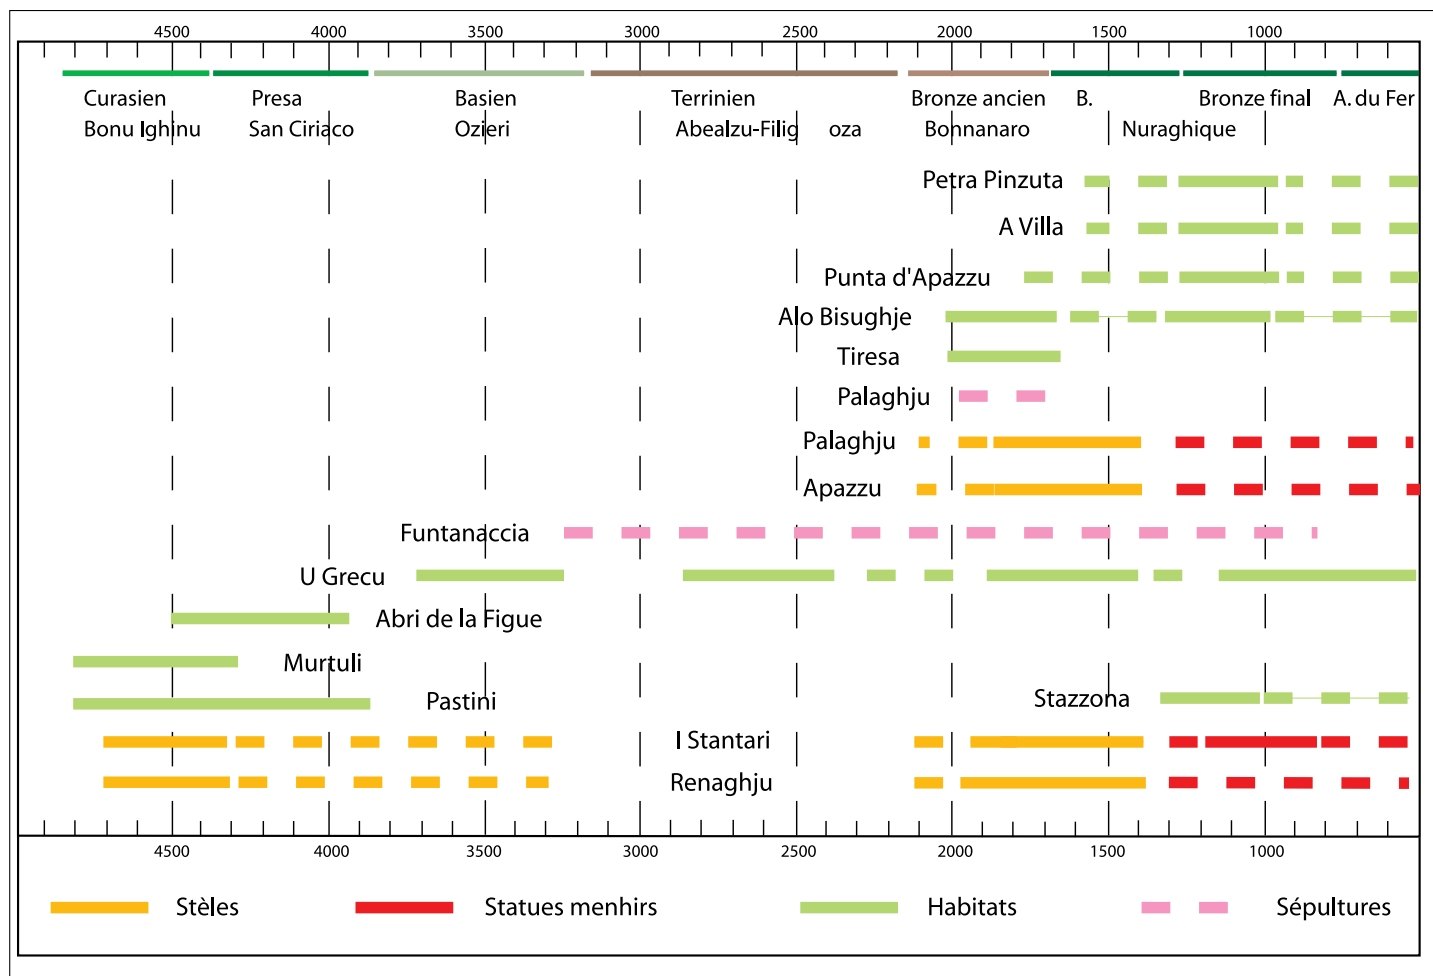 4500 4000 3500 3000 2500 2000 1500 1000
Curasien Presa Basien Terrinien Bronze ancien B. Bronze final A. du Fer
Bonu Ighinu San Ciriaco Ozieri Abealzu-Filig oza Bonnanaro Nuraghique
Petra Pinzuta
A Villa
Punta d'Apazzu
Alo Bisughje
Tiresa
Palaghju
Palaghju
Apazzu
Funtanaccia
U Grecu
Abri de la Figue
Murtuli
Pastini Stazzona
I Stantari
Renaghju
4500 4000 3500 3000 2500 2000 1500 1000
Stèles Statues menhirs Habitats Sépultures